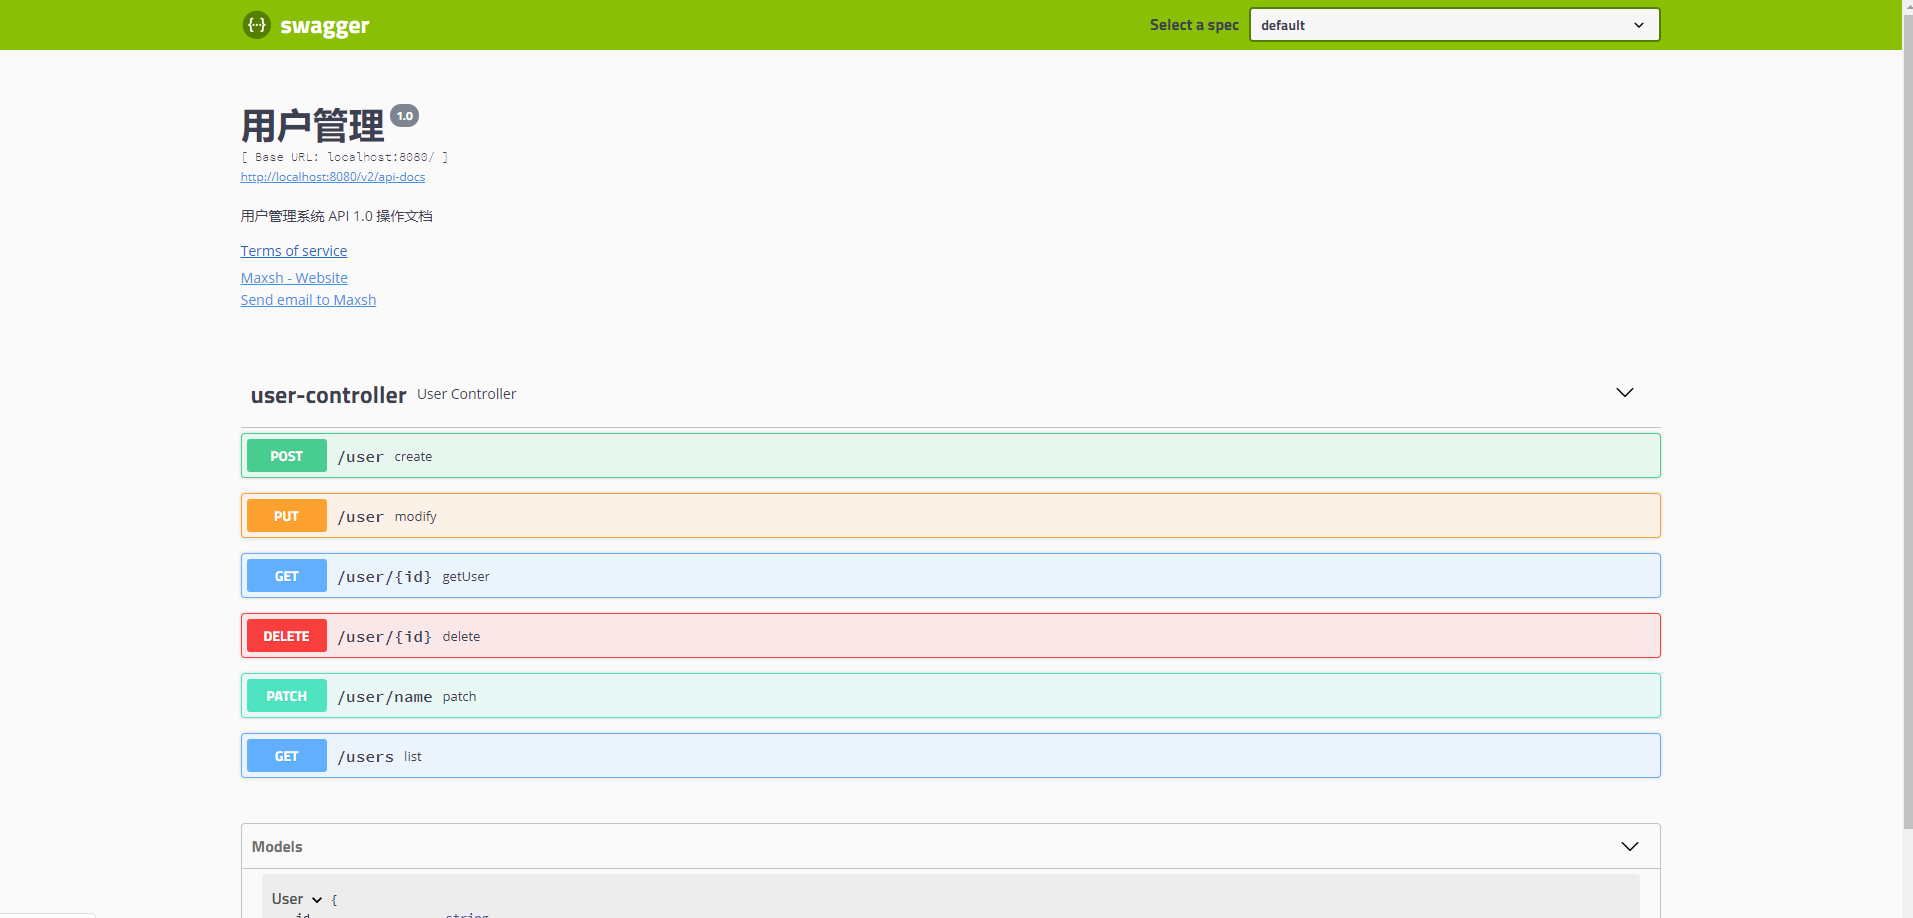 swagger
Select a spec default
用户管理 1.0
[ Base URL: localhost:8080/ ]
http://localhost:8080/v2/api-docs
用户管理系统 API 1.0 操作文档
Terms of service
Maxsh - Website
Send email to Maxsh
user-controller User Controller
POST /user create
PUT /user modify
GET /user/{id} getUser
DELETE /user/{id} delete
PATCH /user/name patch
GET /users list
Models
User {
id string